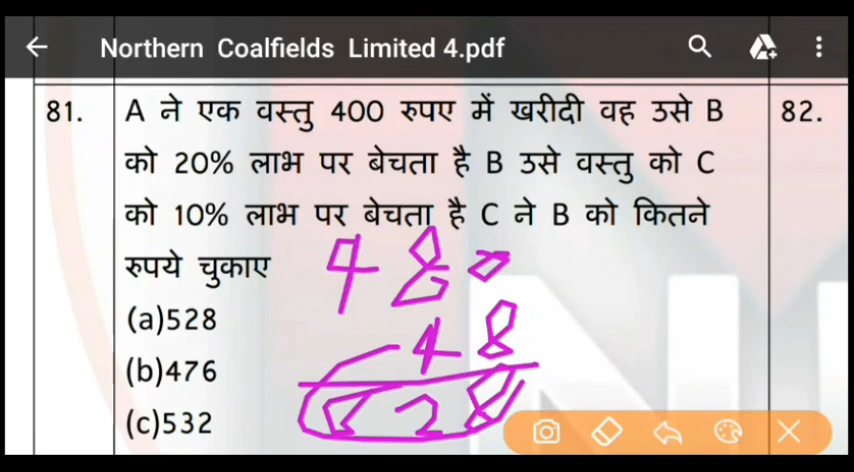 Northern Coalfields Limited 4.pdf
81. A ने एक वस्तु 400 रुपए में खरीदी वह उसे B 82.
को 20% लाभ पर बेचता है B उसे वस्तु को C
को 10% लाभ पर बेचता है C ने B को कितने
रुपये चुकाए
480
(a)528
48
(b)476
528
(c)532